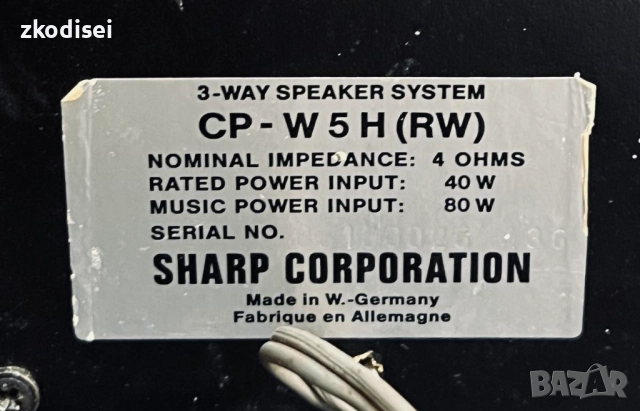 zkodisei
3-WAY SPEAKER SYSTEM
CP-W5H (RW)
NOMINAL IMPEDANCE: 4 OHMS
RATED POWER INPUT: 40 W
MUSIC POWER INPUT: 80 W
SERIAL NO.
SHARP CORPORATION
Made in W.-Germany
Fabrique en Allemagne
BAZAR